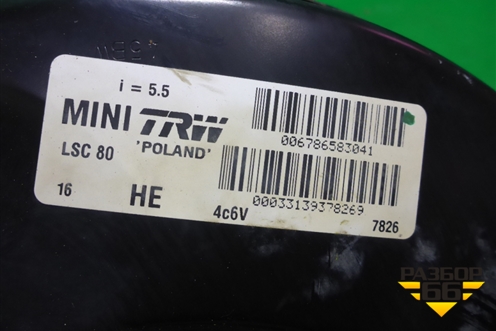 i = 5.5
MINI TRW
006786583041
LSC 80 'POLAND'
00033139378269
16 HE 4c6V 7826
РАЗБОР
66